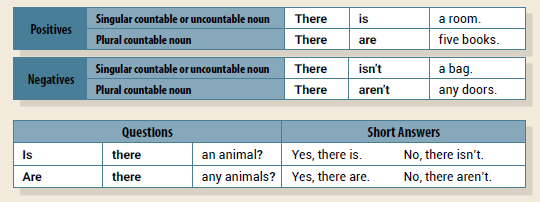 Positives
Singular countable or uncountable noun There is a room.
Plural countable noun There are five books.
Negatives
Singular countable or uncountable noun There isn't a bag.
Plural countable noun There aren't any doors.
Questions Short Answers
Is there an animal? Yes, there is. No, there isn't.
Are there any animals? Yes, there are. No, there aren't.